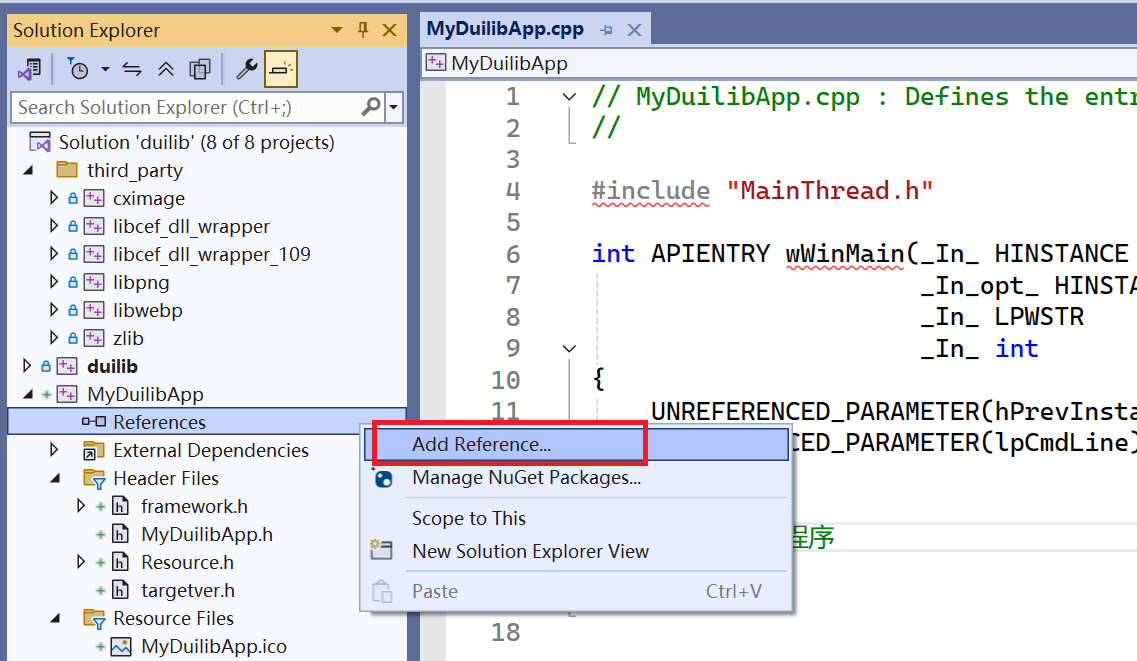 Solution Explorer
Search Solution Explorer (Ctrl+;)
Solution 'duilib' (8 of 8 projects)
third_party
cximage
libcef_dll_wrapper
libcef_dll_wrapper_109
libpng
libwebp
zlib
duilib
MyDuilibApp
References
External Dependencies
Header Files
framework.h
MyDuilibApp.h
Resource.h
targetver.h
Resource Files
MyDuilibApp.ico
Add Reference...
Manage NuGet Packages...
Scope to This
New Solution Explorer View
Paste Ctrl+V
MyDuilibApp.cpp
MyDuilibApp
1 // MyDuilibApp.cpp : Defines the entr
2 //
3
4 #include "MainThread.h"
5
6 int APIENTRY wWinMain(_In_ HINSTANCE
7 _In_opt_ HINSTA
8 _In_ LPWSTR
9 _In_ int
10 {
11 UNREFERENCED_PARAMETER(hPrevInsta
CED_PARAMETER(lpCmdLine)
程序
18